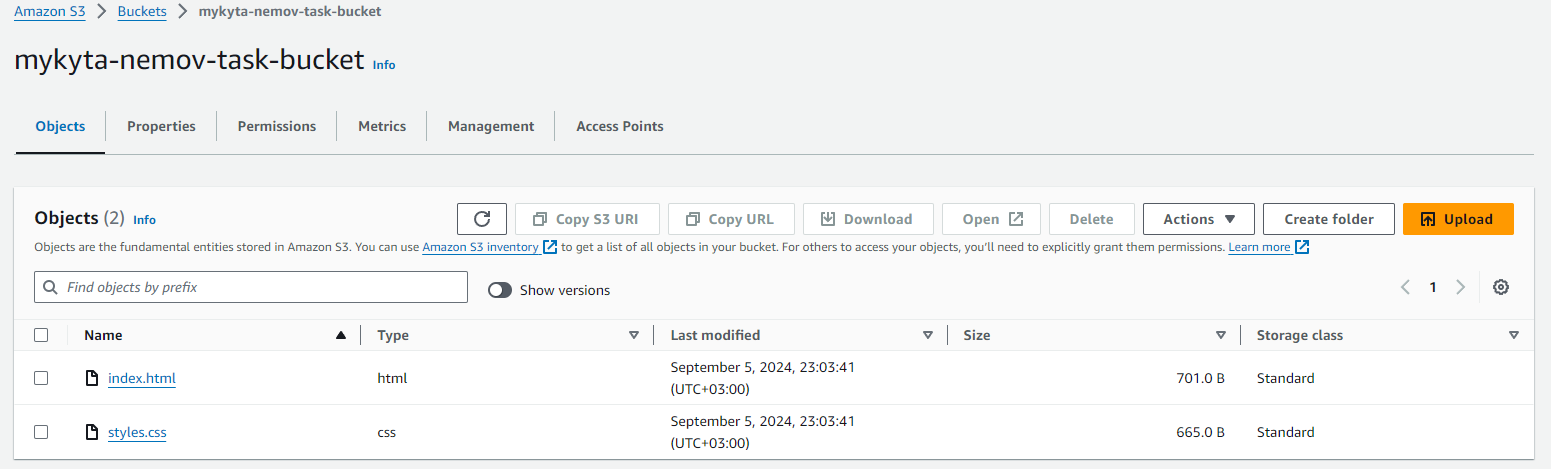 Amazon S3 > Buckets > mykyta-nemov-task-bucket
mykyta-nemov-task-bucket Info
Objects Properties Permissions Metrics Management Access Points
Objects (2) Info Copy S3 URI Copy URL Download Open Delete Actions Create folder Upload
Objects are the fundamental entities stored in Amazon S3. You can use Amazon S3 inventory to get a list of all objects in your bucket. For others to access your objects, you'll need to explicitly grant them permissions. Learn more
Find objects by prefix Show versions 1
Name Type Last modified Size Storage class
index.html html September 5, 2024, 23:03:41 (UTC+03:00) 701.0 B Standard
styles.css css September 5, 2024, 23:03:41 (UTC+03:00) 665.0 B Standard